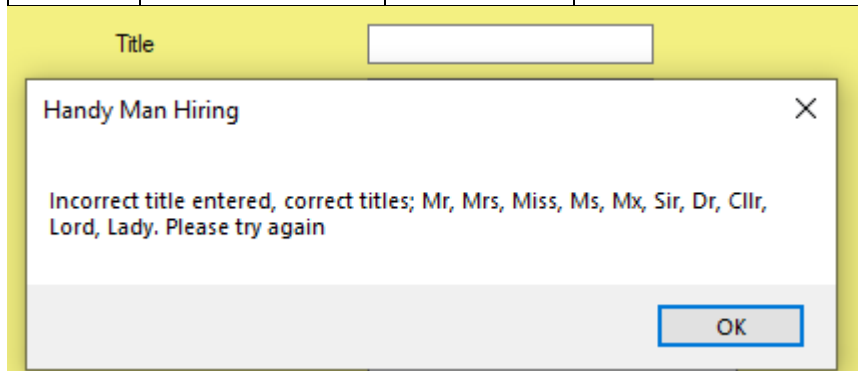 Title
Handy Man Hiring
Incorrect title entered, correct titles; Mr, Mrs, Miss, Ms, Mx, Sir, Dr, Cllr,
Lord, Lady. Please try again
OK